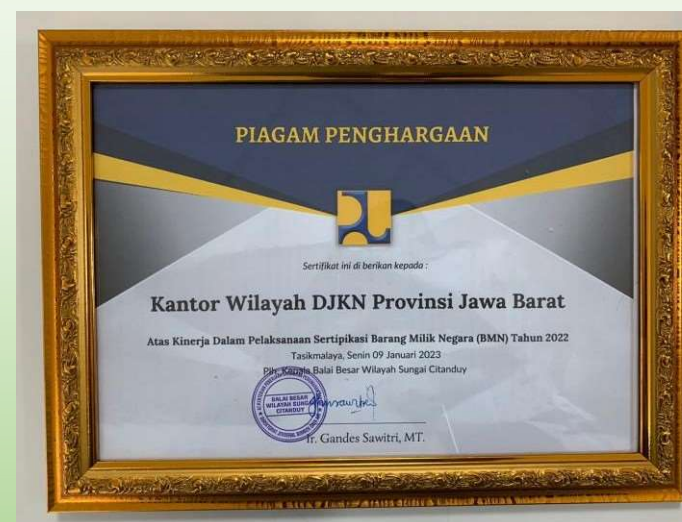 PIAGAM PENGHARGAAN
Sertifikat ini di berikan kepada :
Kantor Wilayah DJKN Provinsi Jawa Barat
Atas Kinerja Dalam Pelaksanaan Sertipikasi Barang Milik Negara (BMN) Tahun 2022
Tasikmalaya, Senin 09 Januari 2023
Plh. Kepala Balai Besar Wilayah Sungai Citanduy
BALAI BESAR
WILAYAH SUNGAI
CITANDUY
Ir. Gandes Sawitri, MT.